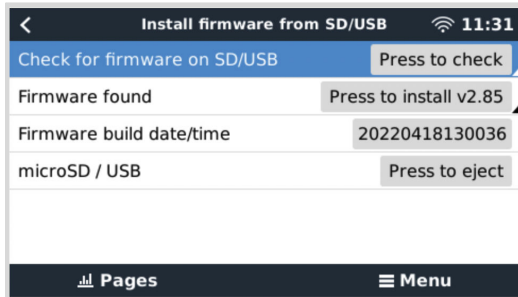 Install firmware from SD/USB 11:31
Check for firmware on SD/USB Press to check
Firmware found Press to install v2.85
Firmware build date/time 20220418130036
microSD / USB Press to eject
Pages Menu